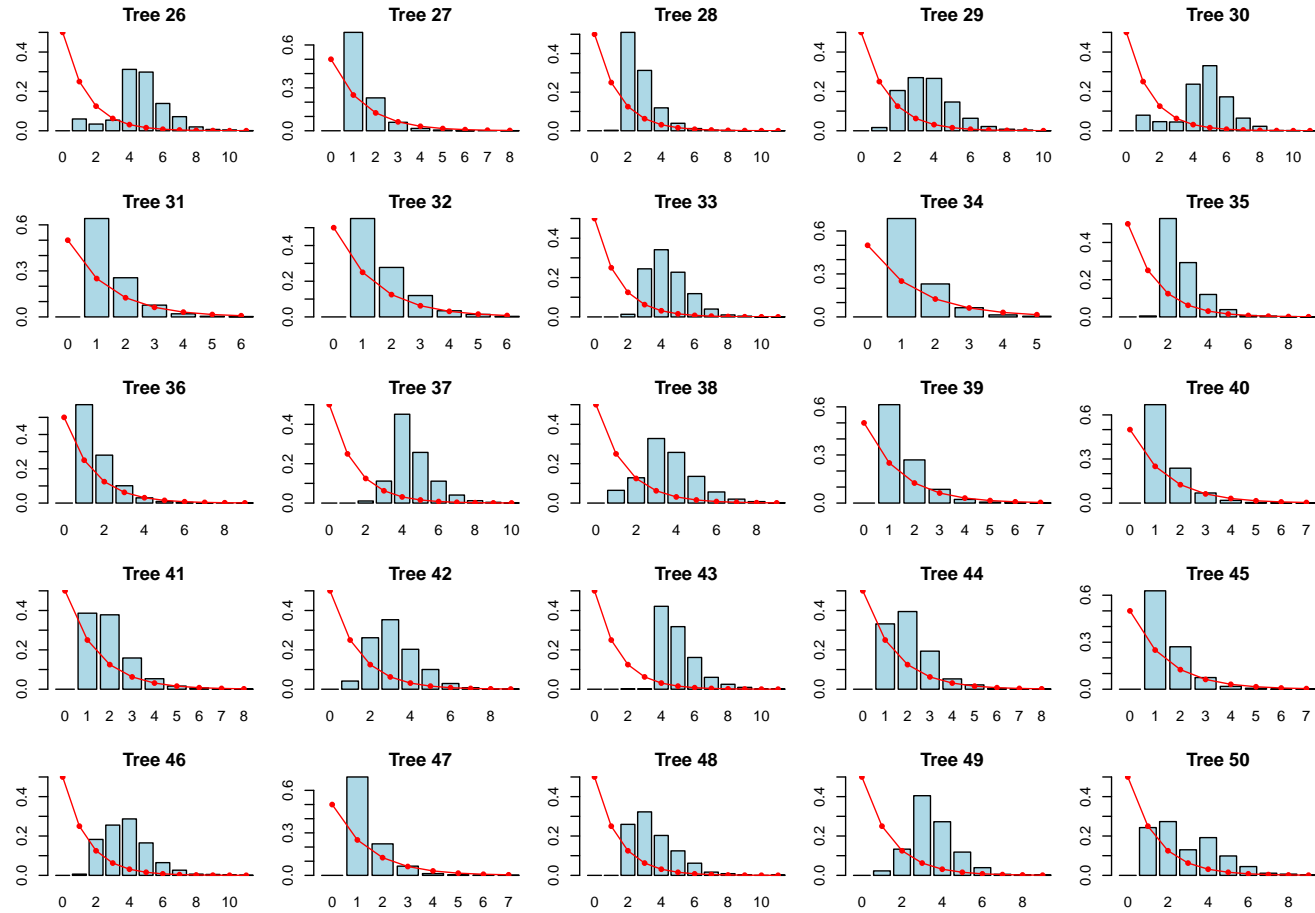 Tree 26
0.0 0.2 0.4
0 2 4 6 8 10
Tree 27
0.0 0.3 0.6
0 1 2 3 4 5 6 7 8
Tree 28
0.0 0.2 0.4
0 2 4 6 8 10
Tree 29
0.0 0.2 0.4
0 2 4 6 8 10
Tree 30
0.0 0.2 0.4
0 2 4 6 8 10
Tree 31
0.0 0.3 0.6
0 1 2 3 4 5 6
Tree 32
0.0 0.2 0.4
0 1 2 3 4 5 6
Tree 33
0.0 0.2 0.4
0 2 4 6 8 10
Tree 34
0.0 0.3 0.6
0 1 2 3 4 5
Tree 35
0.0 0.2 0.4
0 2 4 6 8
Tree 36
0.0 0.2 0.4
0 2 4 6 8
Tree 37
0.0 0.2 0.4
0 2 4 6 8 10
Tree 38
0.0 0.2 0.4
0 2 4 6 8
Tree 39
0.0 0.3 0.6
0 1 2 3 4 5 6 7
Tree 40
0.0 0.3 0.6
0 1 2 3 4 5 6 7
Tree 41
0.0 0.2 0.4
0 1 2 3 4 5 6 7 8
Tree 42
0.0 0.2 0.4
0 2 4 6 8
Tree 43
0.0 0.2 0.4
0 2 4 6 8 10
Tree 44
0.0 0.2 0.4
0 1 2 3 4 5 6 7 8
Tree 45
0.0 0.3 0.6
0 1 2 3 4 5 6 7
Tree 46
0.0 0.2 0.4
0 2 4 6 8 10
Tree 47
0.0 0.3 0.6
0 1 2 3 4 5 6 7
Tree 48
0.0 0.2 0.4
0 2 4 6 8 10
Tree 49
0.0 0.2 0.4
0 2 4 6 8
Tree 50
0.0 0.2 0.4
0 2 4 6 8